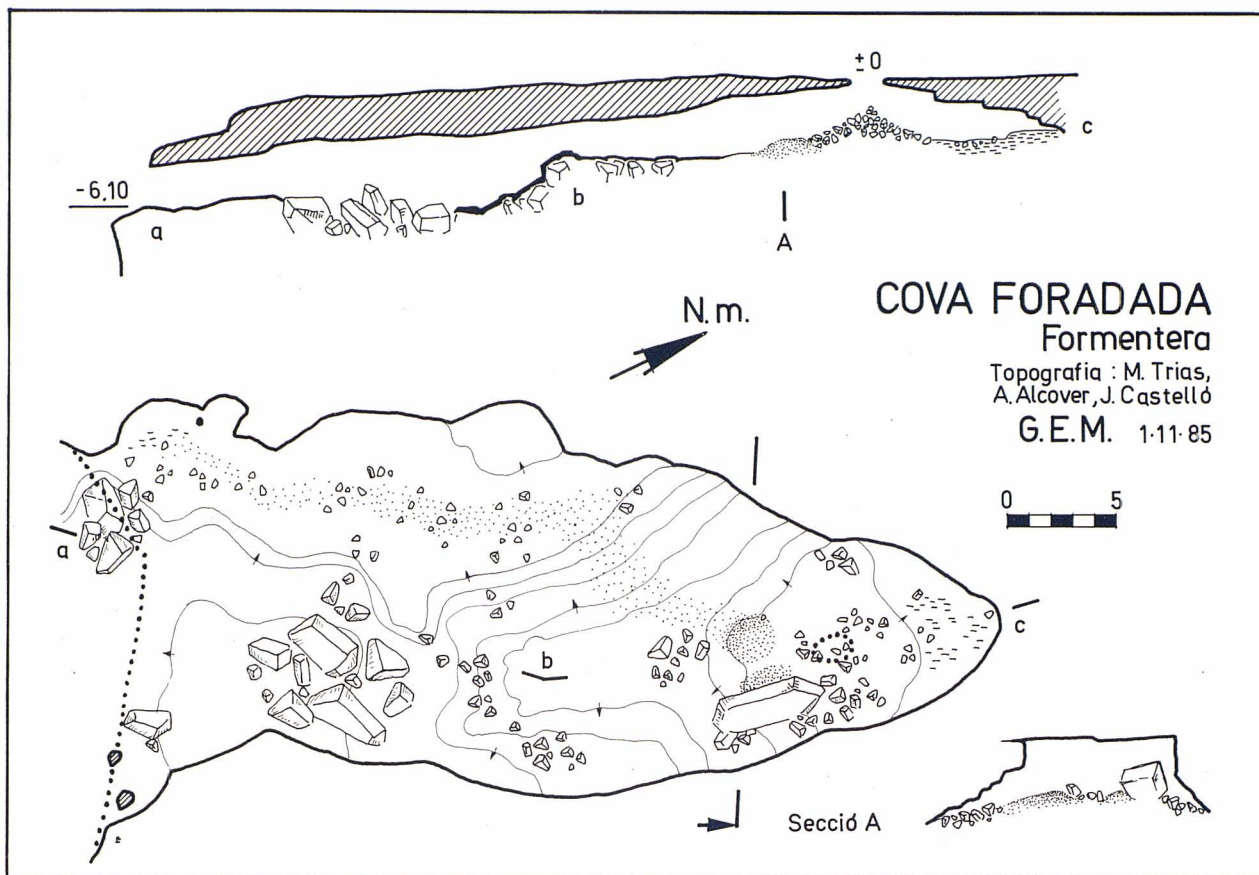 ± 0
c
-6,10
a
b
A
COVA FORADADA
Formentera
Topografia : M. Trias,
A. Alcover, J. Castelló
G.E.M. 1·11·85
N.m.
0 5
a
b
c
Secció A